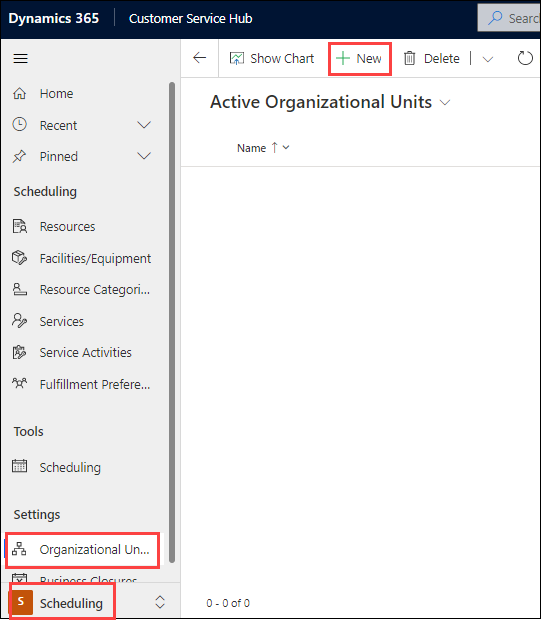 Dynamics 365 Customer Service Hub Searc
Show Chart New Delete
Home
Recent
Pinned
Active Organizational Units
Name
Scheduling
Resources
Facilities/Equipment
Resource Categori...
Services
Service Activities
Fulfillment Prefere...
Tools
Scheduling
Settings
Organizational Un...
Business Closures
S Scheduling
0 - 0 of 0